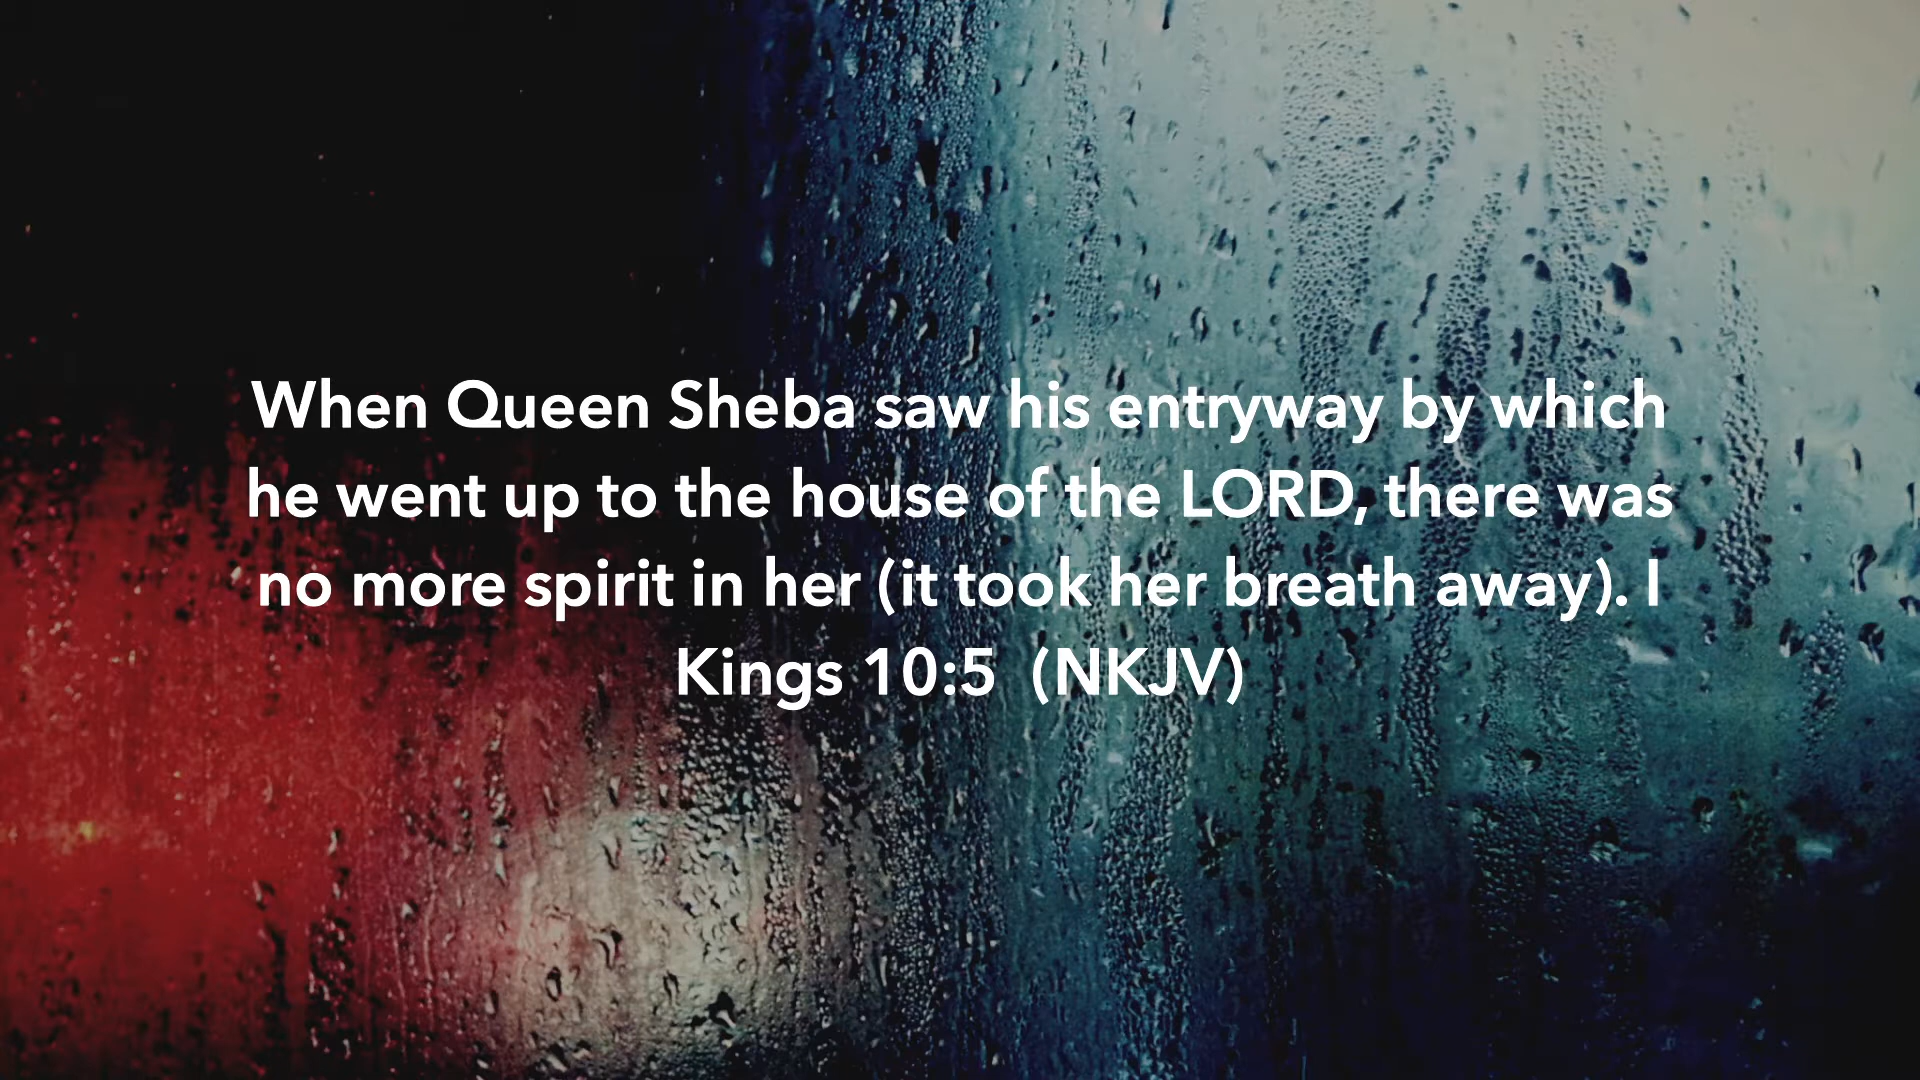 When Queen Sheba saw his entryway by which
he went up to the house of the LORD, there was
no more spirit in her (it took her breath away). I
Kings 10:5  (NKJV)